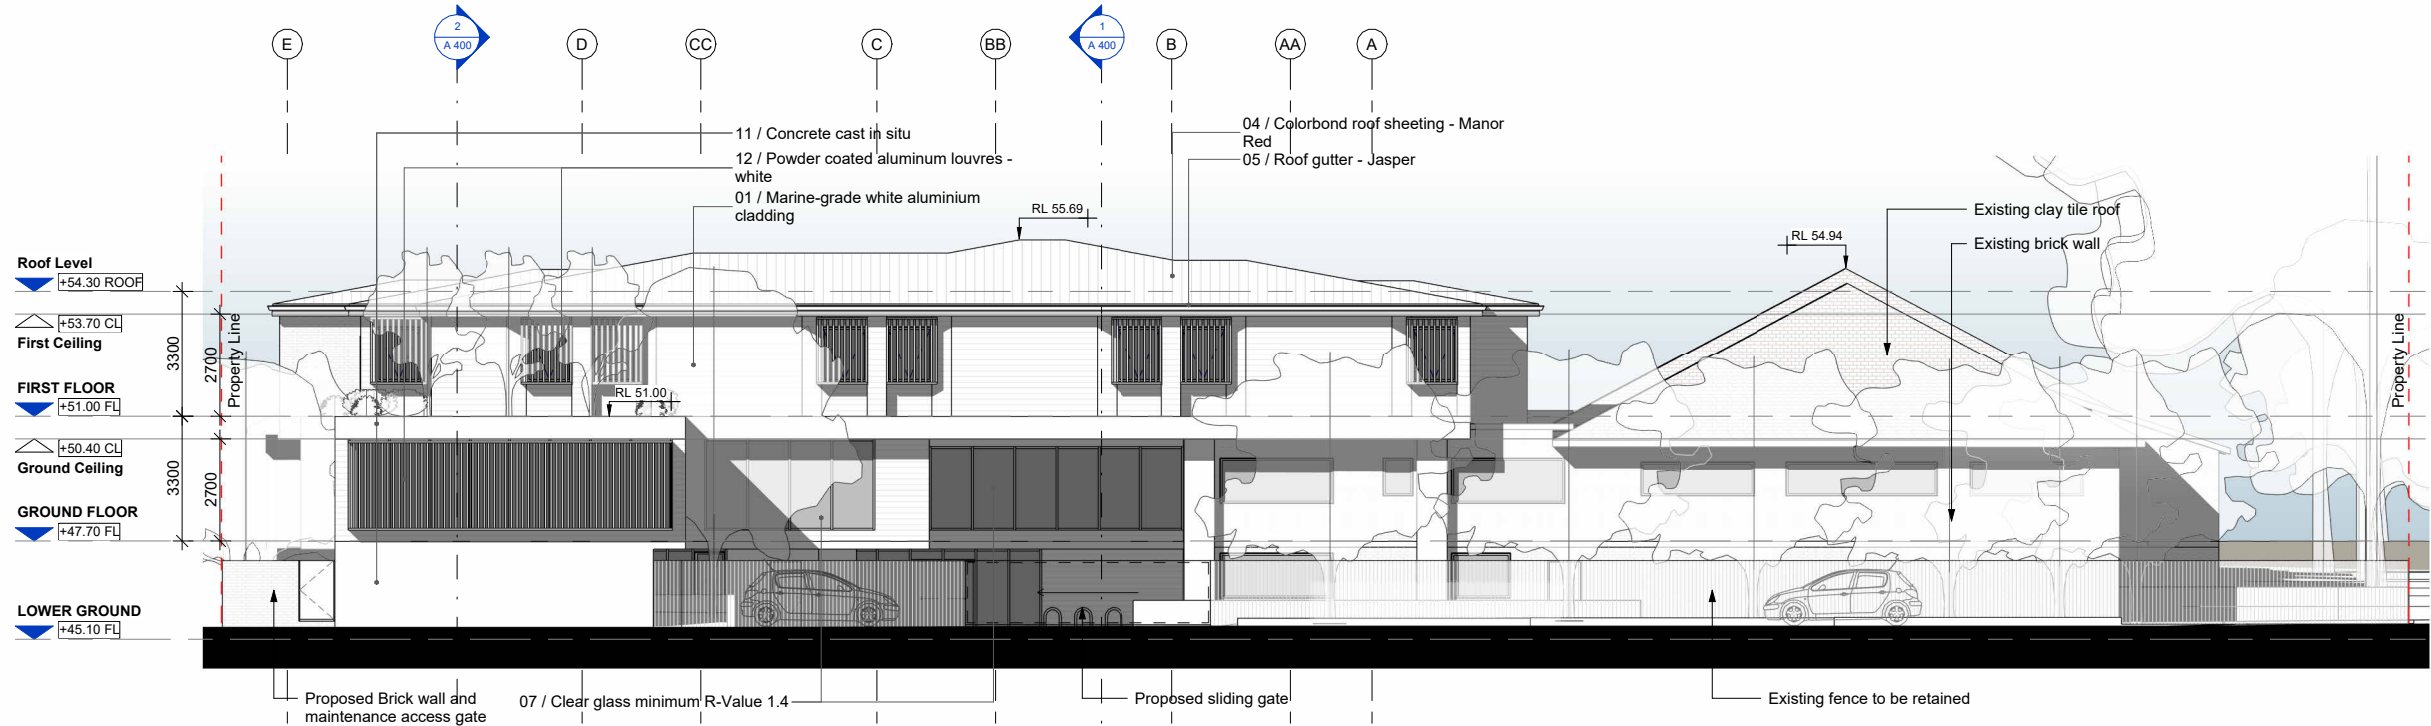 E
2
A 400
D
CC
C
BB
1
A 400
B
AA
A
11 / Concrete cast in situ
12 / Powder coated aluminum louvres -
white
01 / Marine-grade white aluminium
cladding
04 / Colorbond roof sheeting - Manor
Red
05 / Roof gutter - Jasper
RL 55.69
RL 54.94
Existing clay tile roof
Existing brick wall
Roof Level
+54.30 ROOF
+53.70 CL
First Ceiling
FIRST FLOOR
+51.00 FL
+50.40 CL
Ground Ceiling
GROUND FLOOR
+47.70 FL
LOWER GROUND
+45.10 FL
3300
2700
Property Line
3300
2700
RL 51.00
Property Line
Proposed Brick wall and
maintenance access gate
07 / Clear glass minimum R-Value 1.4
Proposed sliding gate
Existing fence to be retained